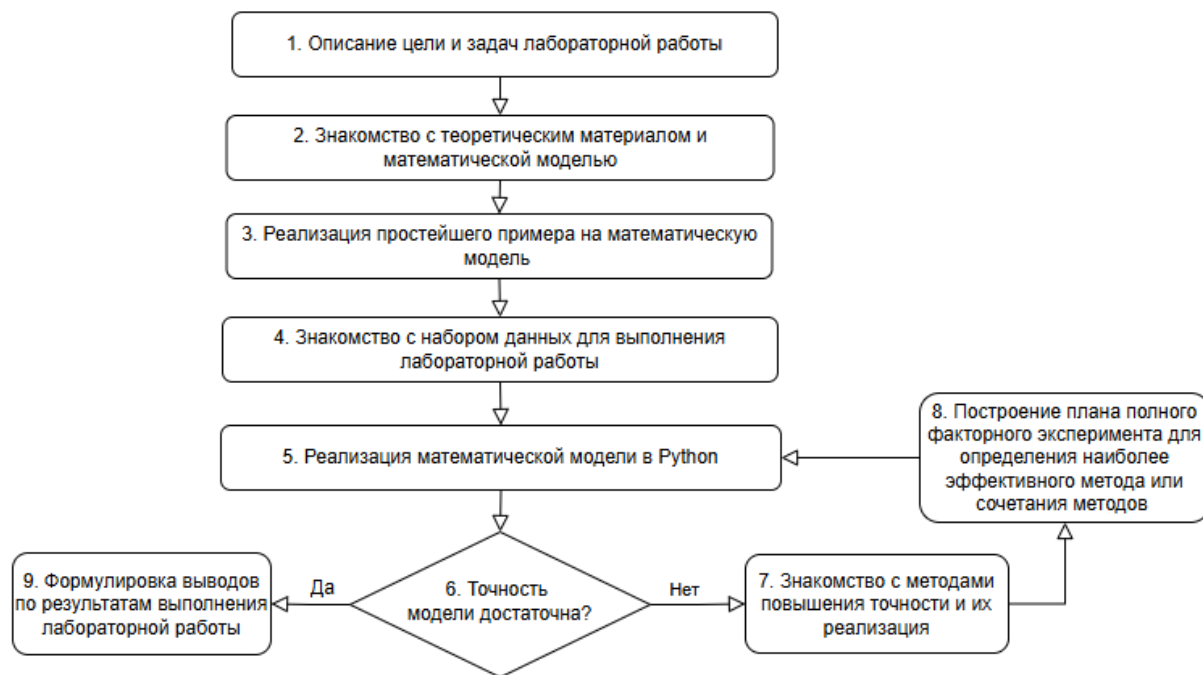 1. Описание цели и задач лабораторной работы
2. Знакомство с теоретическим материалом и
математической моделью
3. Реализация простейшего примера на математическую
модель
4. Знакомство с набором данных для выполнения
лабораторной работы
5. Реализация математической модели в Python
8. Построение плана полного
факторного эксперимента для
определения наиболее
эффективного метода или
сочетания методов
6. Точность
модели достаточна?
Да
Нет
7. Знакомство с методами
повышения точности и их
реализация
9. Формулировка выводов
по результатам выполнения
лабораторной работы